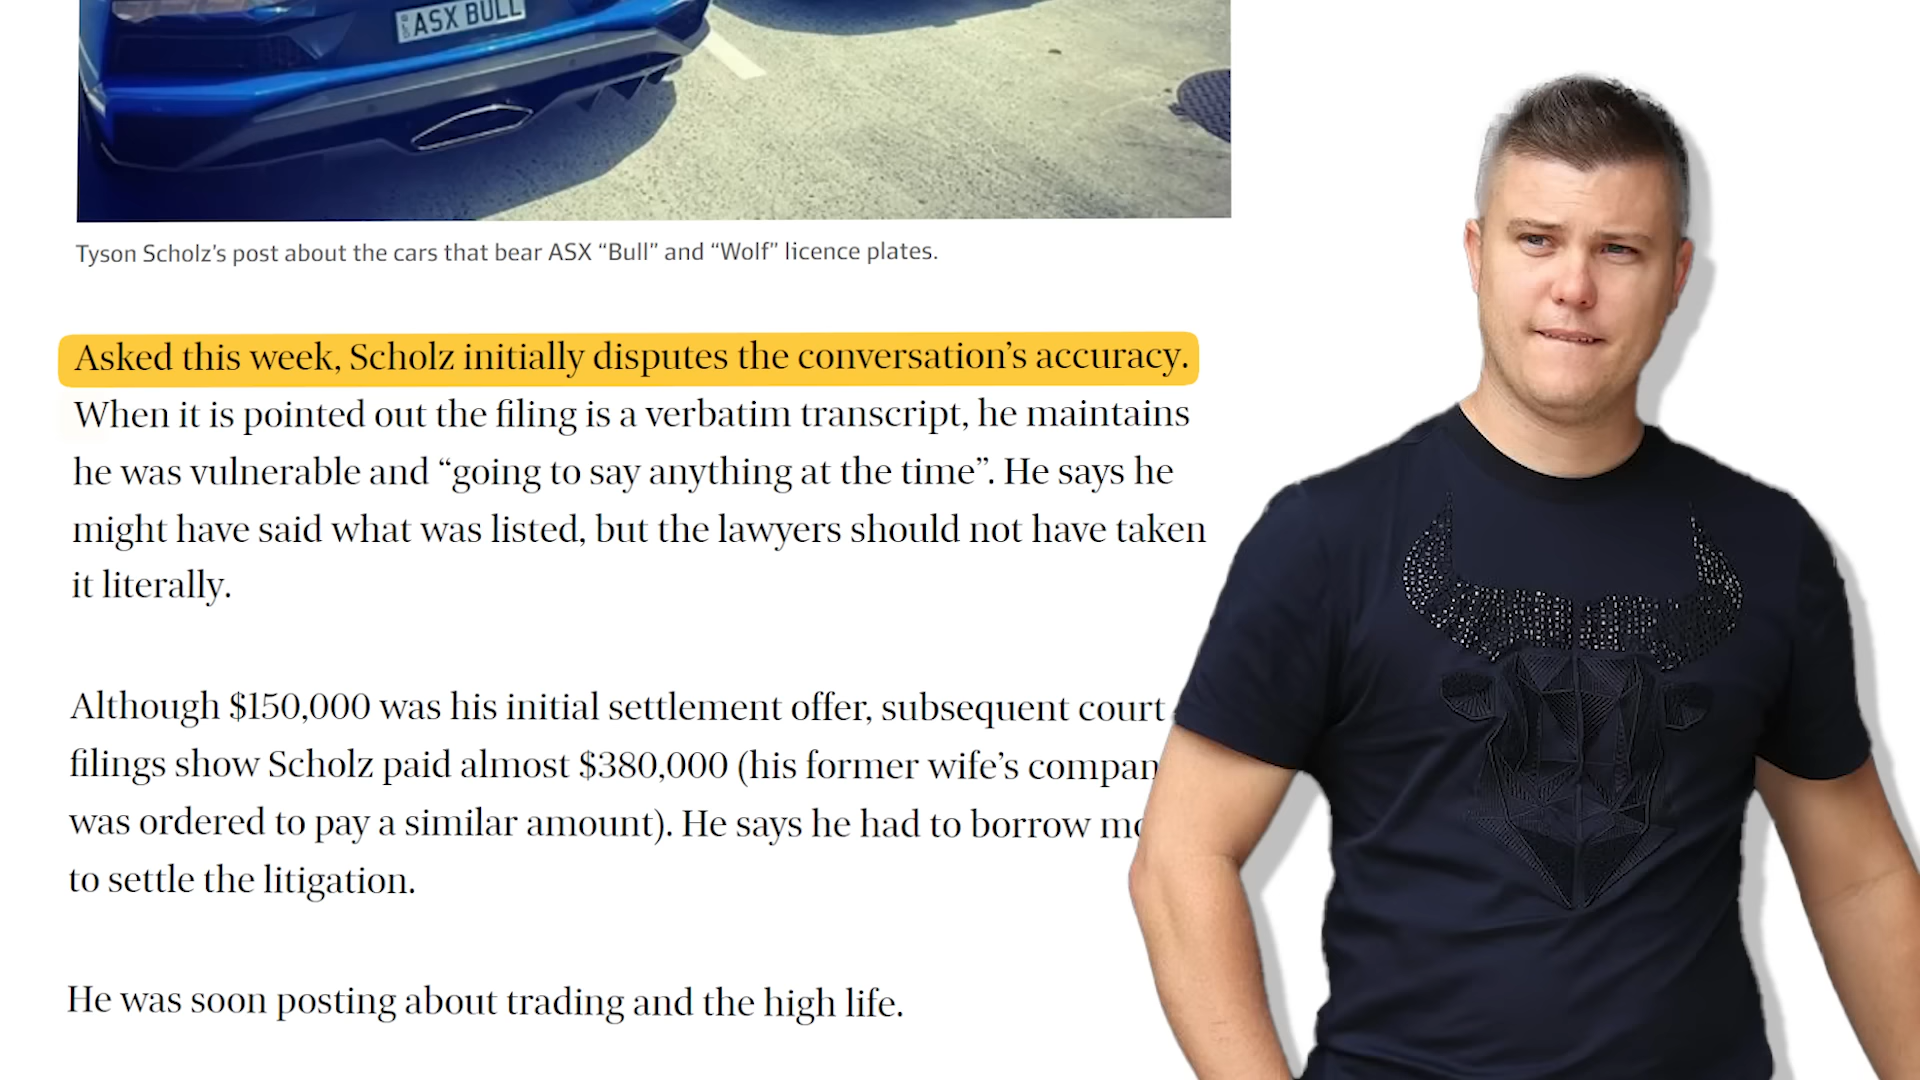 ASX BULL
Tyson Scholz’s post about the cars that bear ASX “Bull” and “Wolf” licence plates.
Asked this week, Scholz initially disputes the conversation’s accuracy.
When it is pointed out the filing is a verbatim transcript, he maintains
he was vulnerable and “going to say anything at the time”. He says he
might have said what was listed, but the lawyers should not have taken
it literally.
Although $150,000 was his initial settlement offer, subsequent court
filings show Scholz paid almost $380,000 (his former wife’s compan
was ordered to pay a similar amount). He says he had to borrow
to settle the litigation.
He was soon posting about trading and the high life.